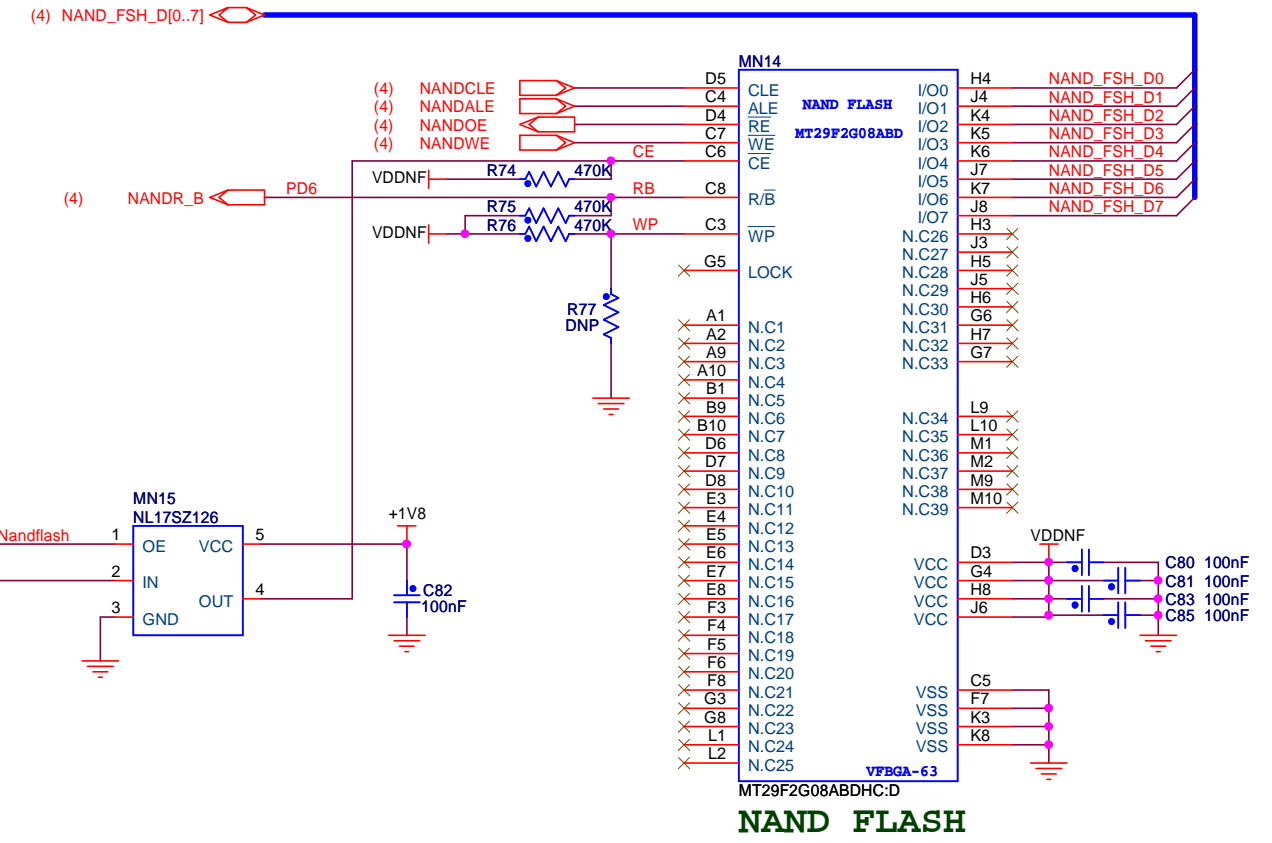 (4) NAND_FSH_D[0..7]
MN14
(4) NANDCLE D5 CLE NAND FLASH I/O0 H4 NAND_FSH_D0
(4) NANDALE C4 ALE I/O1 J4 NAND_FSH_D1
(4) NANDOE D4 RE MT29F2G08ABD I/O2 K4 NAND_FSH_D2
(4) NANDWE C7 WE I/O3 K5 NAND_FSH_D3
CE C6 CE I/O4 K6 NAND_FSH_D4
VDDNF R74 470K I/O5 J7 NAND_FSH_D5
(4) NANDR_B PD6 RB C8 R/B I/O6 K7 NAND_FSH_D6
R75 470K I/O7 J8 NAND_FSH_D7
VDDNF R76 470K WP C3 WP N.C26 H3
N.C27 J3
G5 LOCK N.C28 H5
N.C29 J5
R77 N.C30 H6
DNP A1 N.C1 N.C31 G6
A2 N.C2 N.C32 H7
A9 N.C3 N.C33 G7
A10 N.C4
B1 N.C5
B9 N.C6 N.C34 L9
B10 N.C7 N.C35 L10
D6 N.C8 N.C36 M1
D7 N.C9 N.C37 M2
D8 N.C10 N.C38 M9
E3 N.C11 N.C39 M10
MN15
NL17SZ126
+1V8
E4 N.C12
Nandflash 1 OE VCC 5 E5 N.C13 VDDNF
E6 N.C14 VCC D3 C80 100nF
2 IN E7 N.C15 VCC G4 C81 100nF
OUT 4 C82 E8 N.C16 VCC H8 C83 100nF
3 GND 100nF F3 N.C17 VCC J6 C85 100nF
F4 N.C18
F5 N.C19
F6 N.C20
F8 N.C21 VSS C5
G3 N.C22 VSS F7
G8 N.C23 VSS K3
L1 N.C24 VSS K8
L2 N.C25 VFBGA-63
MT29F2G08ABDHC:D
NAND FLASH